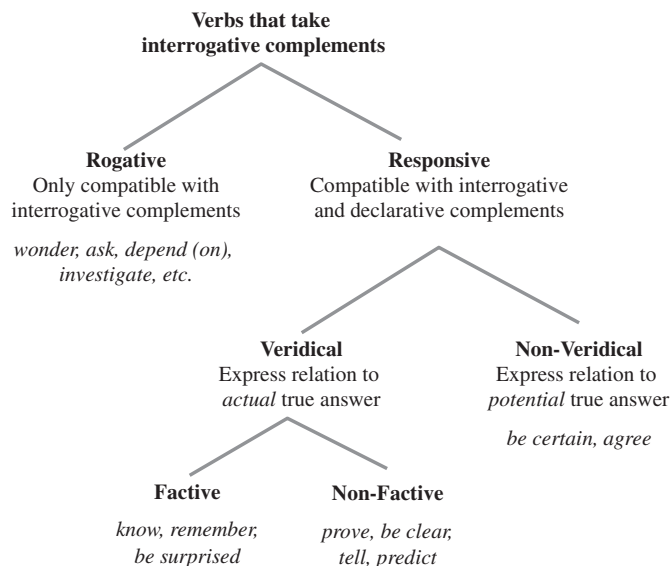 Verbs that take
interrogative complements
Rogative
Only compatible with
interrogative complements
wonder, ask, depend (on),
investigate, etc.
Responsive
Compatible with interrogative
and declarative complements
Veridical
Express relation to
actual true answer
Non-Veridical
Express relation to
potential true answer
be certain, agree
Factive
know, remember,
be surprised
Non-Factive
prove, be clear,
tell, predict